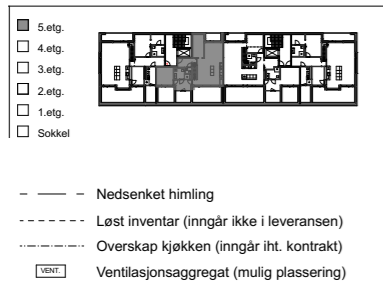 5.etg.
4.etg.
3.etg.
2.etg.
1.etg.
Sokkel
Nedsenket himling
Løst inventar (inngår ikke i leveransen)
Overskap kjøkken (inngår iht. kontrakt)
VENT. Ventilasjonsaggregat (mulig plassering)